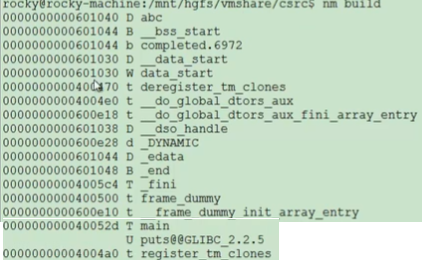 rocky@rocky-machine:/mnt/hgfs/vmshare/csrc$ nm build
0000000000601040 D abc
0000000000601044 B __bss_start
0000000000601044 b completed.6972
0000000000601030 D __data_start
0000000000601030 W data_start
0000000000400470 t deregister_tm_clones
00000000004004e0 t __do_global_dtors_aux
0000000000600e18 t __do_global_dtors_aux_fini_array_entry
0000000000601038 D __dso_handle
0000000000600e28 d _DYNAMIC
0000000000601044 D _edata
0000000000601048 B _end
00000000004005c4 T _fini
0000000000400500 t frame_dummy
0000000000600e10 t __frame_dummy_init_array_entry
000000000040052d T main
U puts@@GLIBC_2.2.5
00000000004004a0 t register_tm_clones